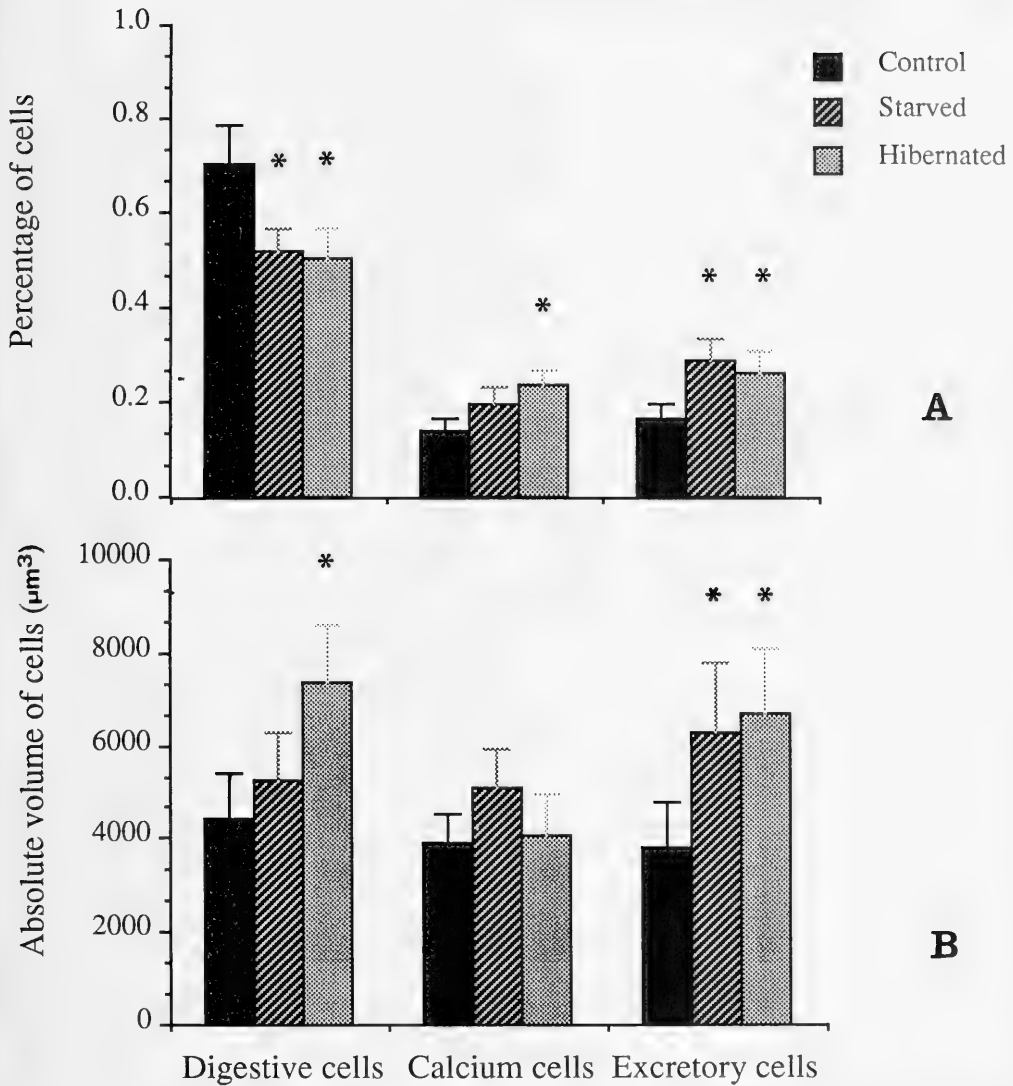 1.0
0.8
0.6
0.4
0.2
0.0
Percentage of cells
Control
Starved
Hibernated
* *
*
* *
A
10000
8000
6000
4000
2000
0
Absolute volume of cells (μm³)
*
* *
B
Digestive cells Calcium cells Excretory cells